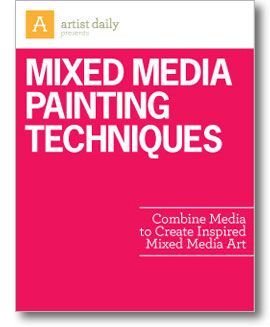 A
artist daily
presents
MIXED MEDIA
PAINTING
TECHNIQUES
Combine Media
to Create Inspired
Mixed Media Art